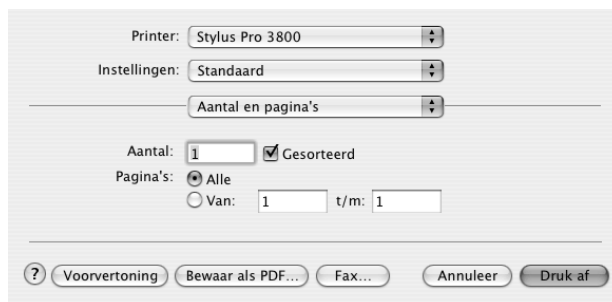 Printer: Stylus Pro 3800
Instellingen: Standaard
Aantal en pagina's
Aantal: 1 Gesorteerd
Pagina's: Alle
Van: 1 t/m: 1
? Voorvertoning Bewaar als PDF... Fax... Annuleer Druk af